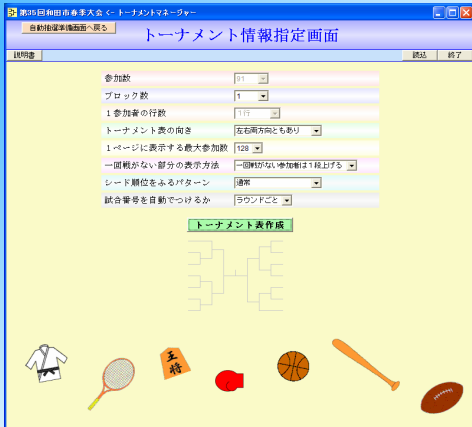 第35回和田市春季大会 <- トーナメントマネージャー
自動抽選準備画面へ戻る
トーナメント情報指定画面
説明書
読込
終了
参加数
91
ブロック数
1
1参加者の行数
1行
トーナメント表の向き
左右両方向ともあり
1ページに表示する最大参加数
128
一回戦がない部分の表示方法
一回戦がない参加者は1段上げる
シード順位をふるパターン
通常
試合番号を自動でつけるか
ラウンドごと
トーナメント表作成
王将